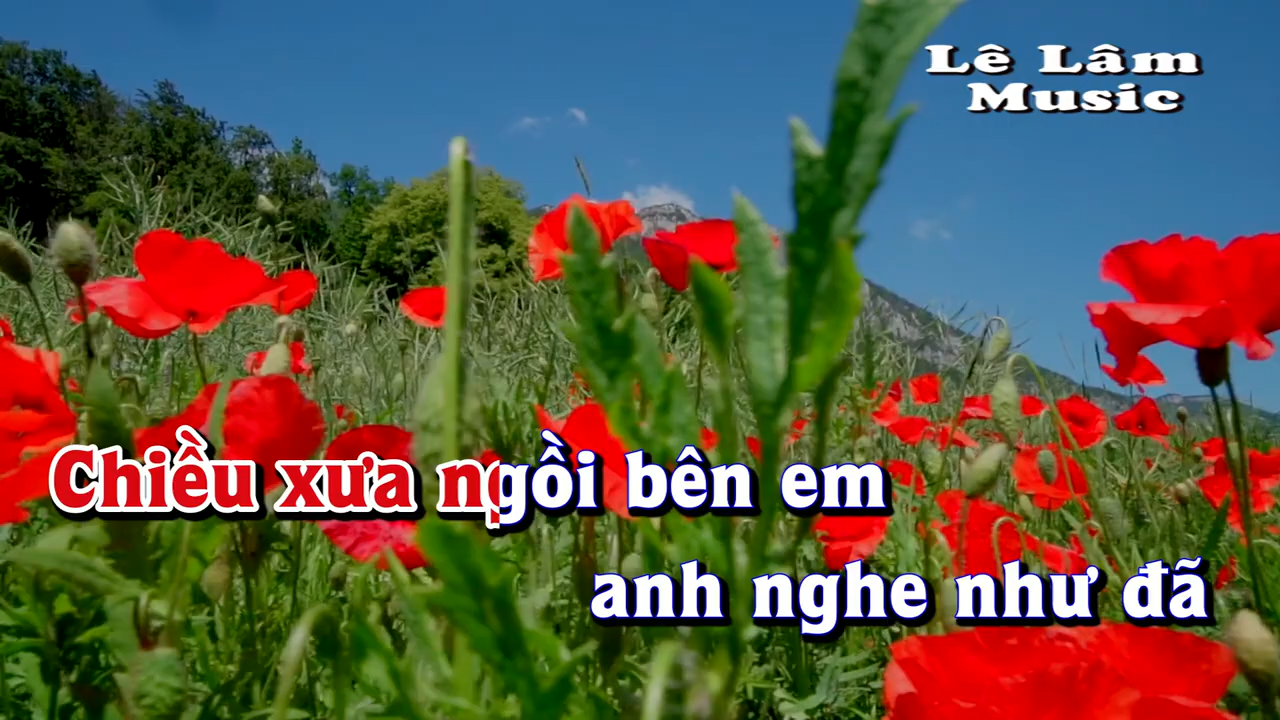 Lê Lâm
Music
Chiều xưa ngồi bên em
anh nghe như đã